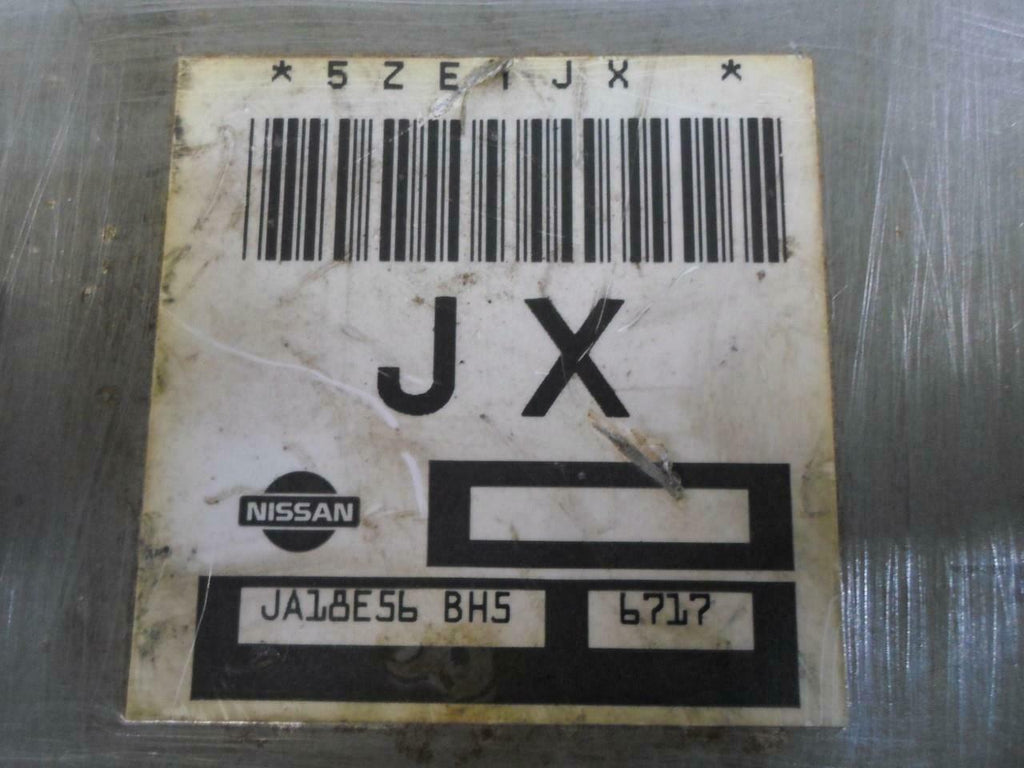 *5ZE1JX *
JX
NISSAN
JA18E56 BH5
6717